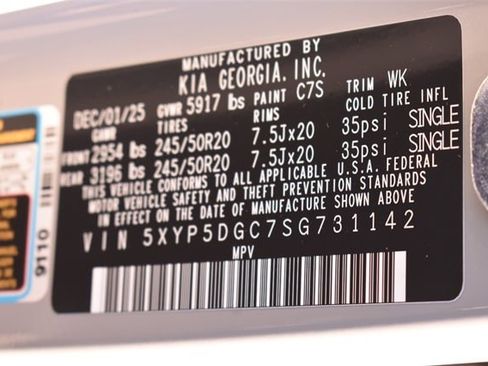 MANUFACTURED BY
KIA GEORGIA, INC.
DEC/01/25 GVWR 5917 lbs PAINT C7S TRIM WK
GAWR TIRES RIMS COLD TIRE INFL
FRONT 2954 lbs 245/50R20 7.5Jx20 35psi SINGLE
REAR 3196 lbs 245/50R20 7.5Jx20 35psi SINGLE
THIS VEHICLE CONFORMS TO ALL APPLICABLE U.S.A. FEDERAL
MOTOR VEHICLE SAFETY AND THEFT PREVENTION STANDARDS
IN EFFECT ON THE DATE OF MANUFACTURE SHOWN ABOVE
VIN 5XYP5DGC7SG731142
MPV
9110